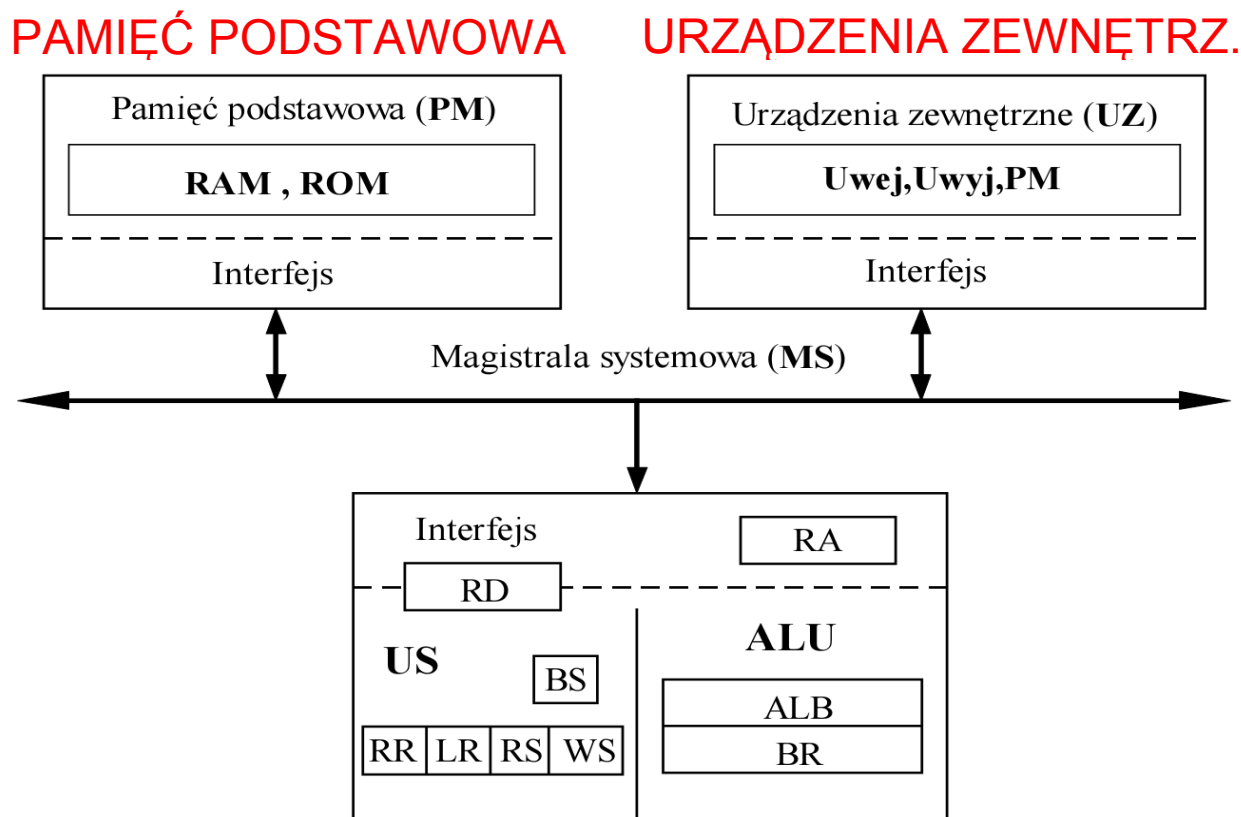 PAMIĘĆ PODSTAWOWA
URZĄDZENIA ZEWNĘTRZ.
Pamięć podstawowa (PM)
RAM , ROM
Interfejs
Urządzenia zewnętrzne (UZ)
Uwej,Uwyj,PM
Interfejs
Magistrala systemowa (MS)
Interfejs
RA
RD
US
BS
RR LR RS WS
ALU
ALB
BR